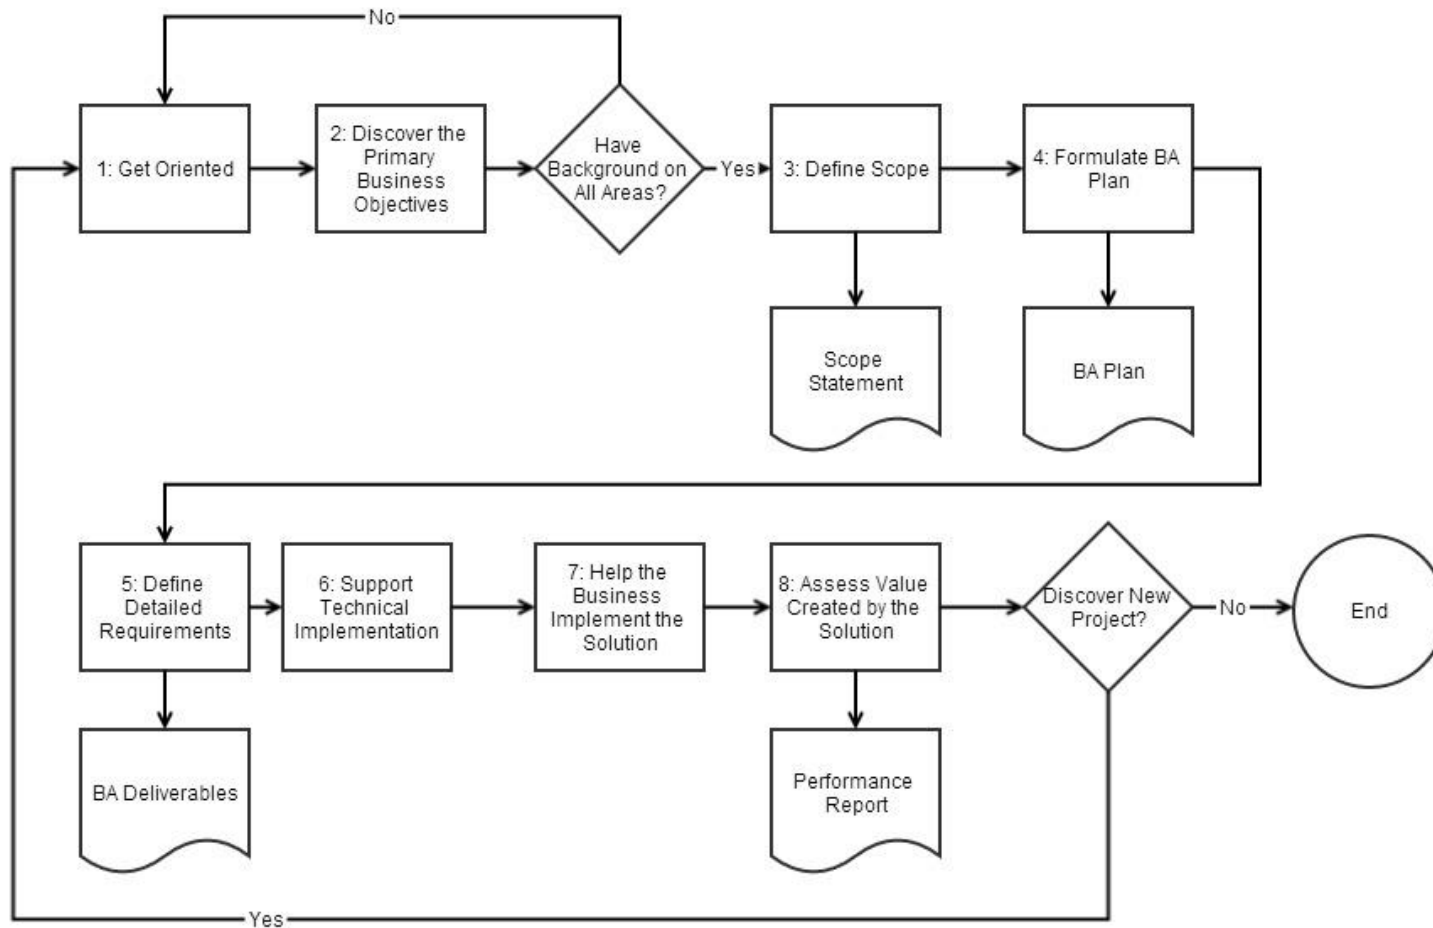 No
1: Get Oriented
2: Discover the
Primary
Business
Objectives
Have
Background on
All Areas?
Yes
3: Define Scope
4: Formulate BA
Plan
Scope
Statement
BA Plan
5: Define
Detailed
Requirements
6: Support
Technical
Implementation
7: Help the
Business
Implement the
Solution
8: Assess Value
Created by the
Solution
Discover New
Project?
No
End
BA Deliverables
Performance
Report
Yes